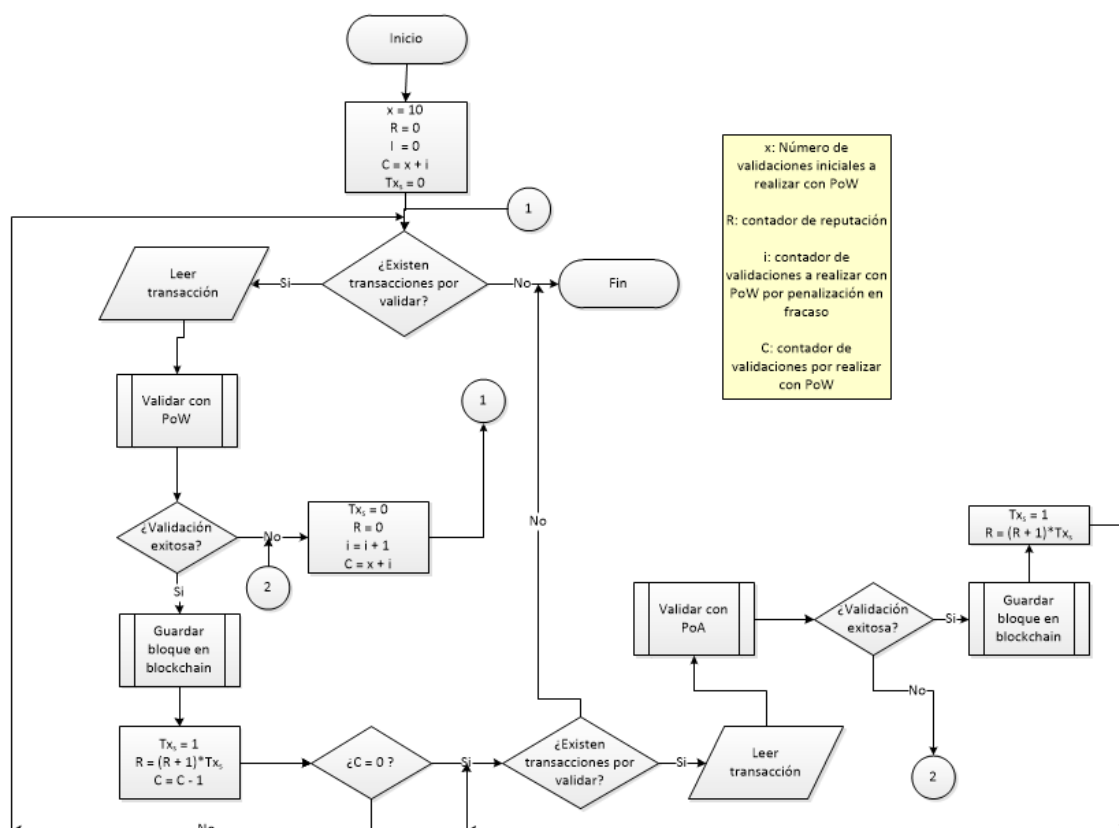 Inicio
x = 10
R = 0
I = 0
C = x + i
Txs = 0
1
¿Existen
transacciones por
validar?
Si
No
Leer
transacción
Fin
x: Número de
validaciones iniciales a
realizar con PoW
R: contador de reputación
i: contador de
validaciones a realizar con
PoW por penalización en
fracaso
C: contador de
validaciones por realizar
con PoW
Validar con
PoW
1
¿Validación
exitosa?
No
Txs = 0
R = 0
i = i + 1
C = x + i
2
Si
Guardar
bloque en
blockchain
Txs = 1
R = (R + 1)*Txs
C = C - 1
¿C = 0 ?
Si
No
¿Existen
transacciones por
validar?
No
Si
Leer
transacción
Validar con
PoA
¿Validación
exitosa?
Si
No
2
Guardar
bloque en
blockchain
Txs = 1
R = (R + 1)*Txs